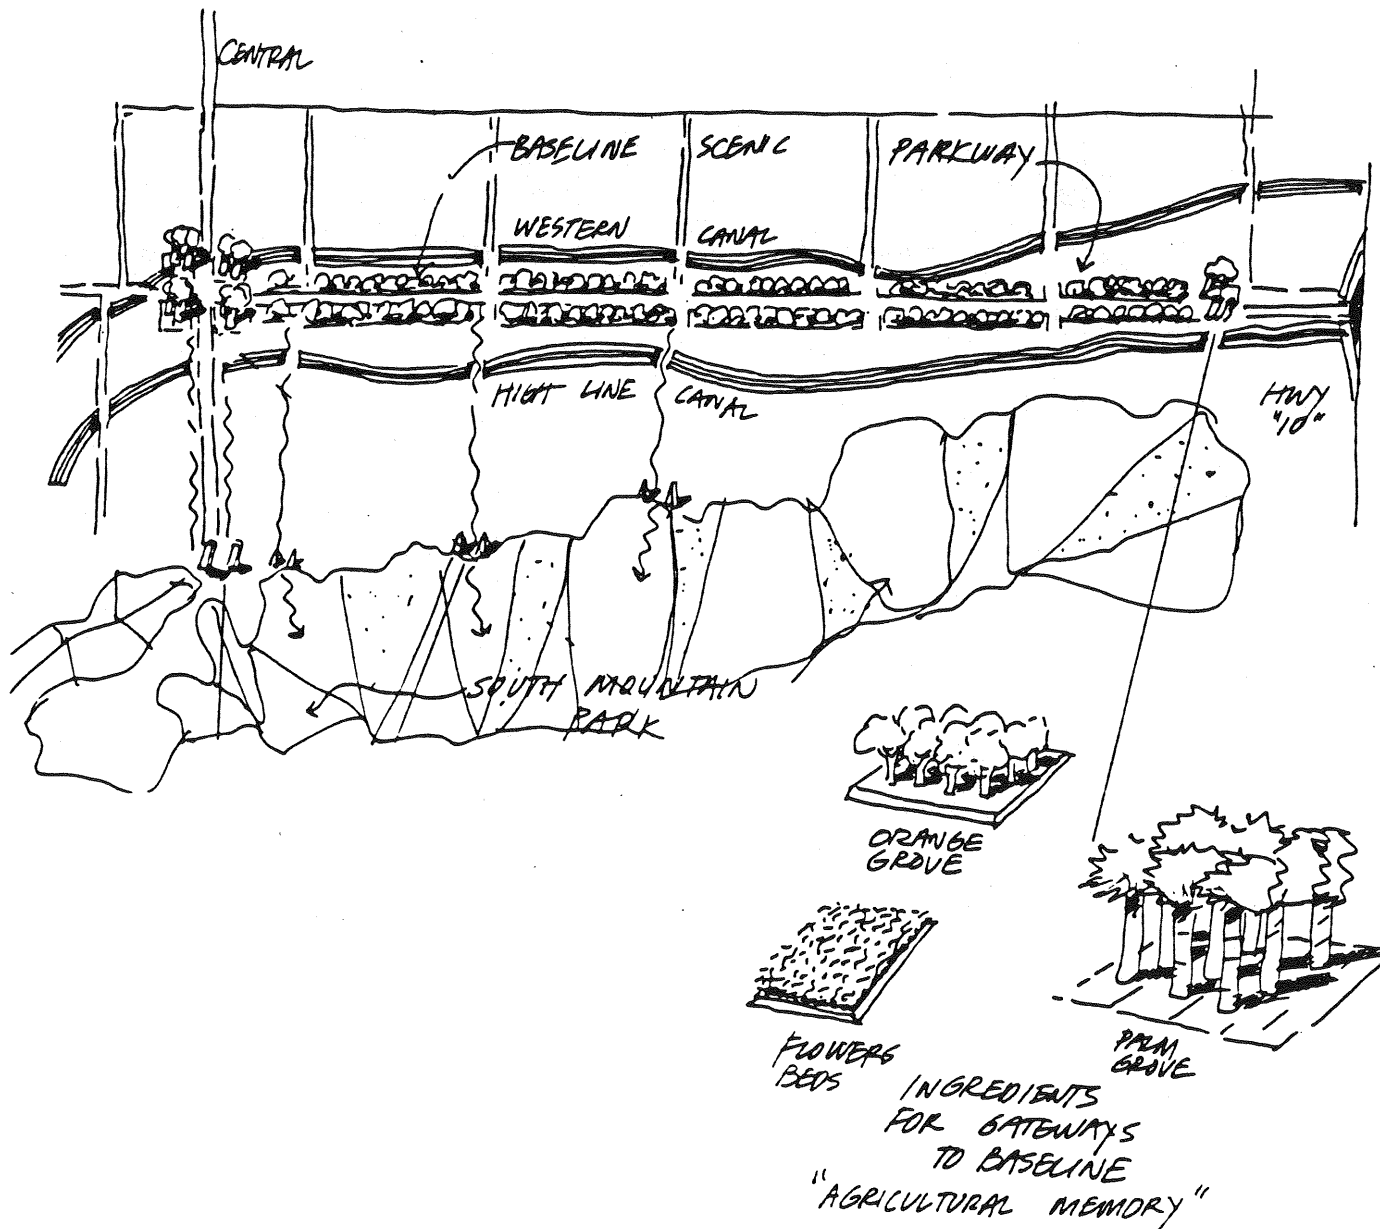 CENTRAL
BASELINE SCENIC PARKWAY
WESTERN CANAL
HIGH LINE CANAL
HWY
"10"
SOUTH MOUNTAIN
PARK
ORANGE
GROVE
FLOWERS
BEDS
PALM
GROVE
INGREDIENTS
FOR GATEWAYS
TO BASELINE
"AGRICULTURAL MEMORY"